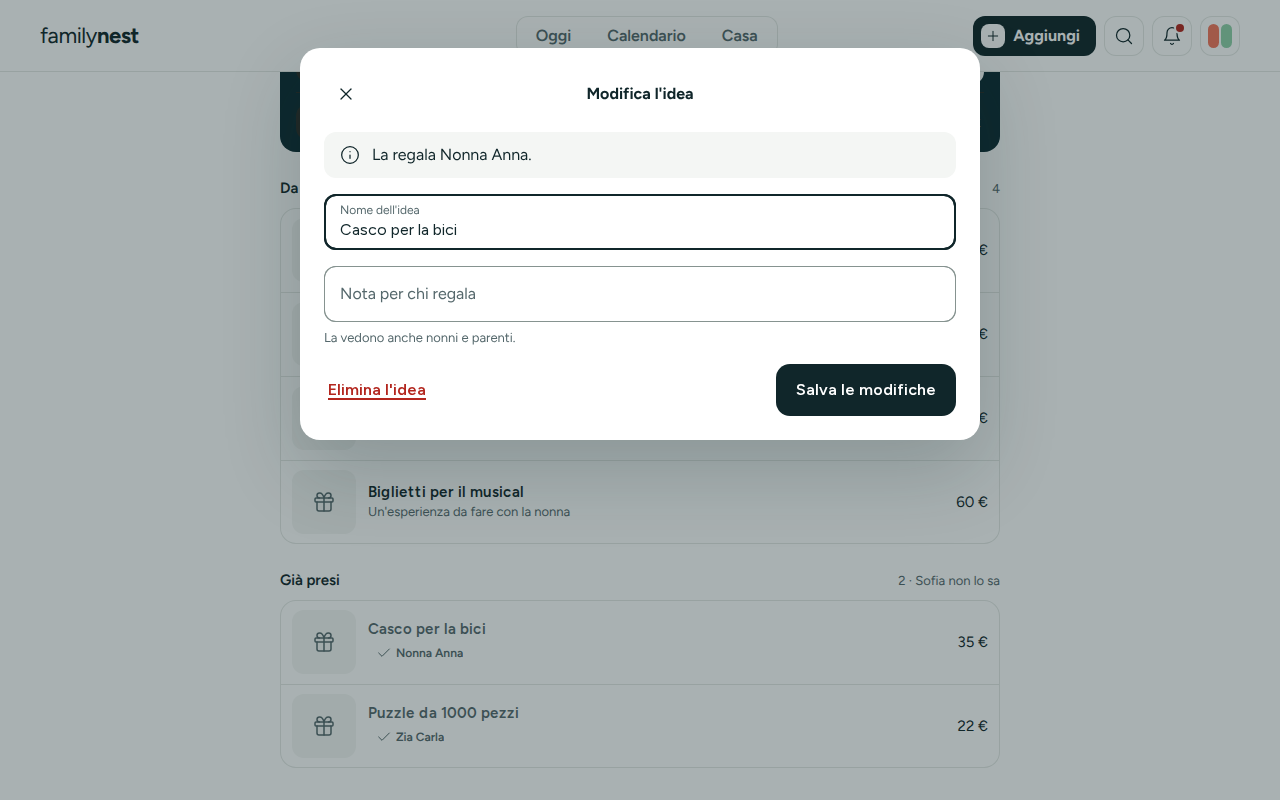 familynest
Oggi
Calendario
Casa
Aggiungi
Modifica l'idea
La regala Nonna Anna.
Nome dell'idea
Casco per la bici
Nota per chi regala
La vedono anche nonni e parenti.
Elimina l'idea
Salva le modifiche
Da
4
€
€
€
Biglietti per il musical
Un'esperienza da fare con la nonna
60 €
Già presi
2 · Sofia non lo sa
Casco per la bici
Nonna Anna
35 €
Puzzle da 1000 pezzi
Zia Carla
22 €